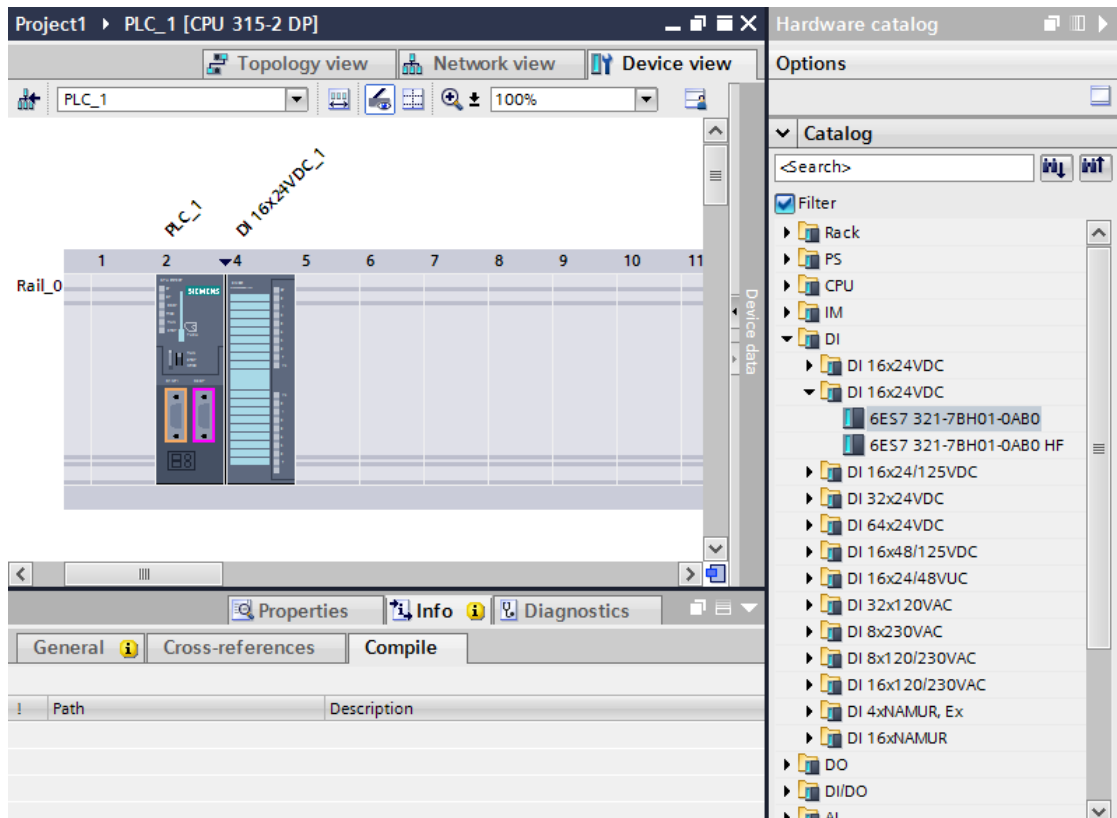 Project1 ▸ PLC_1 [CPU 315-2 DP]
Topology view
Network view
Device view
PLC_1
100%
PLC_1
DI 16x24VDC_1
1 2 4 5 6 7 8 9 10 11
Rail_0
SIEMENS
Device data
Properties
Info
Diagnostics
General
Cross-references
Compile
! Path Description
Hardware catalog
Options
Catalog
<Search>
Filter
Rack
PS
CPU
IM
DI
DI 16x24VDC
DI 16x24VDC
6ES7 321-7BH01-0AB0
6ES7 321-7BH01-0AB0 HF
DI 16x24/125VDC
DI 32x24VDC
DI 64x24VDC
DI 16x48/125VDC
DI 16x24/48VUC
DI 32x120VAC
DI 8x230VAC
DI 8x120/230VAC
DI 16x120/230VAC
DI 4xNAMUR, Ex
DI 16xNAMUR
DO
DI/DO
AI